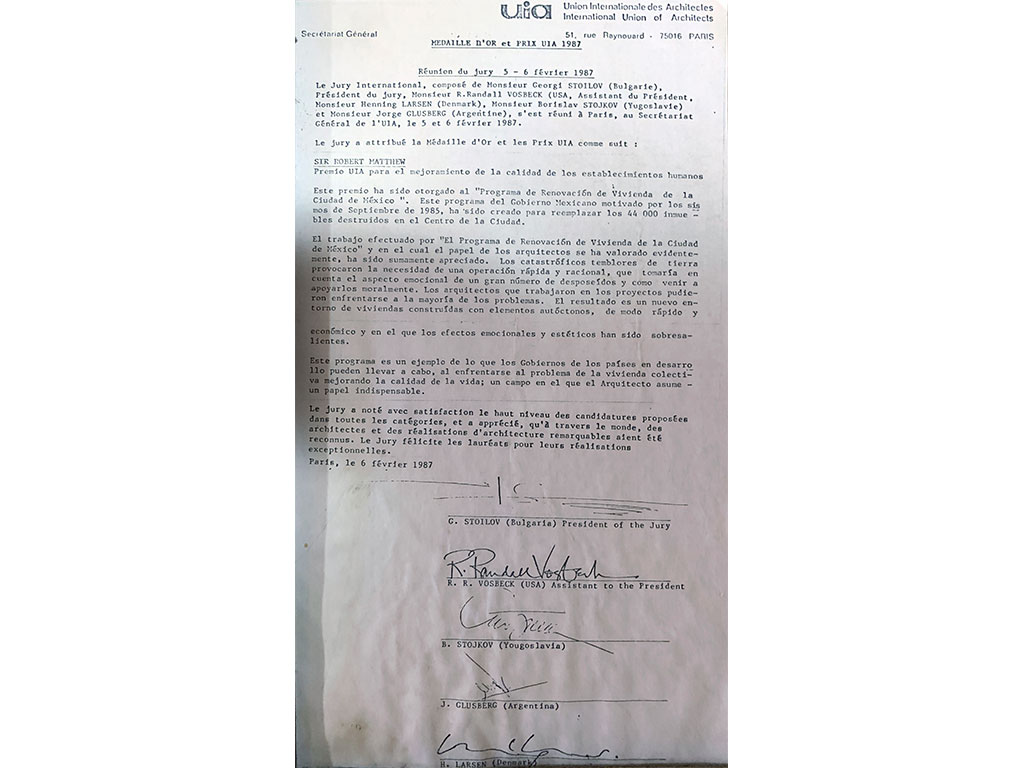 uia
Union Internationale des Architectes
International Union of Architects
Secrétariat Général
51, rue Raynouard - 75016 PARIS
MEDAILLE D'OR et PRIX UIA 1987
Réunion du jury 5 - 6 février 1987
Le Jury International, composé de Monsieur Georgi STOILOV (Bulgarie),
Président du jury, Monsieur R.Randall VOSBECK (USA, Assistant du Président,
Monsieur Henning LARSEN (Denmark), Monsieur Borislav STOJKOV (Yugoslavie)
et Monsieur Jorge GLUSBERG (Argentine), s'est réuni à Paris, au Secrétariat
Général de l'UIA, le 5 et 6 février 1987.
Le jury a attribué la Médaille d'Or et les Prix UIA comme suit :
SIR ROBERT MATTHEW
Premio UIA para el mejoramiento de la calidad de los establecimientos humanos
Este premio ha sido otorgado al "Programa de Renovación de Vivienda de la
Ciudad de México ". Este programa del Gobierno Mexicano motivado por los sis
mos de Septiembre de 1985, ha sido creado para reemplazar los 44 000 inmue -
bles destruidos en el Centro de la Ciudad.
El trabajo efectuado por "El Programa de Renovación de Vivienda de la Ciudad
de México" y en el cual el papel de los arquitectos se ha valorado evidente-
mente, ha sido sumamente apreciado. Los catastróficos temblores de tierra
provocaron la necesidad de una operación rápida y racional, que tomaría en
cuenta el aspecto emocional de un gran número de desposeídos y como venir a
apoyarlos moralmente. Los arquitectos que trabajaron en los proyectos pudie-
ron enfrentarse a la mayoría de los problemas. El resultado es un nuevo en-
torno de viviendas construídas con elementos autóctonos, de modo rápido y
económico y en el que los efectos emocionales y estéticos han sido sobresa-
lientes.
Este programa es un ejemplo de lo que los Gobiernos de los países en desarro
llo pueden llevar a cabo, al enfrentarse al problema de la vivienda colecti-
va mejorando la calidad de la vida; un campo en el que el Arquitecto asume -
un papel indispensable.
Le jury a noté avec satisfaction le haut niveau des candidatures proposées
dans toutes les catégories, et a apprécié, qu'à travers le monde, des
architectes et des réalisations d'architecture remarquables aient été
reconnus. Le Jury félicite les lauréats pour leurs réalisations
exceptionnelles.
Paris, le 6 février 1987
G. STOILOV (Bulgaria) President of the Jury
R. Randall Vosbeck
R. R. VOSBECK (USA) Assistant to the President
B. STOJKOV (Yougoslavia)
J. GLUSBERG (Argentina)
H. LARSEN (Denmark)